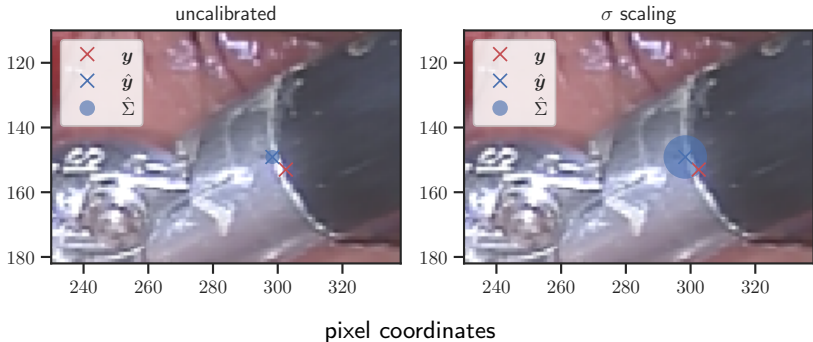 uncalibrated
σ scaling
y
ŷ
Σ̂
y
ŷ
Σ̂
120
140
160
180
120
140
160
180
240 260 280 300 320
240 260 280 300 320
pixel coordinates